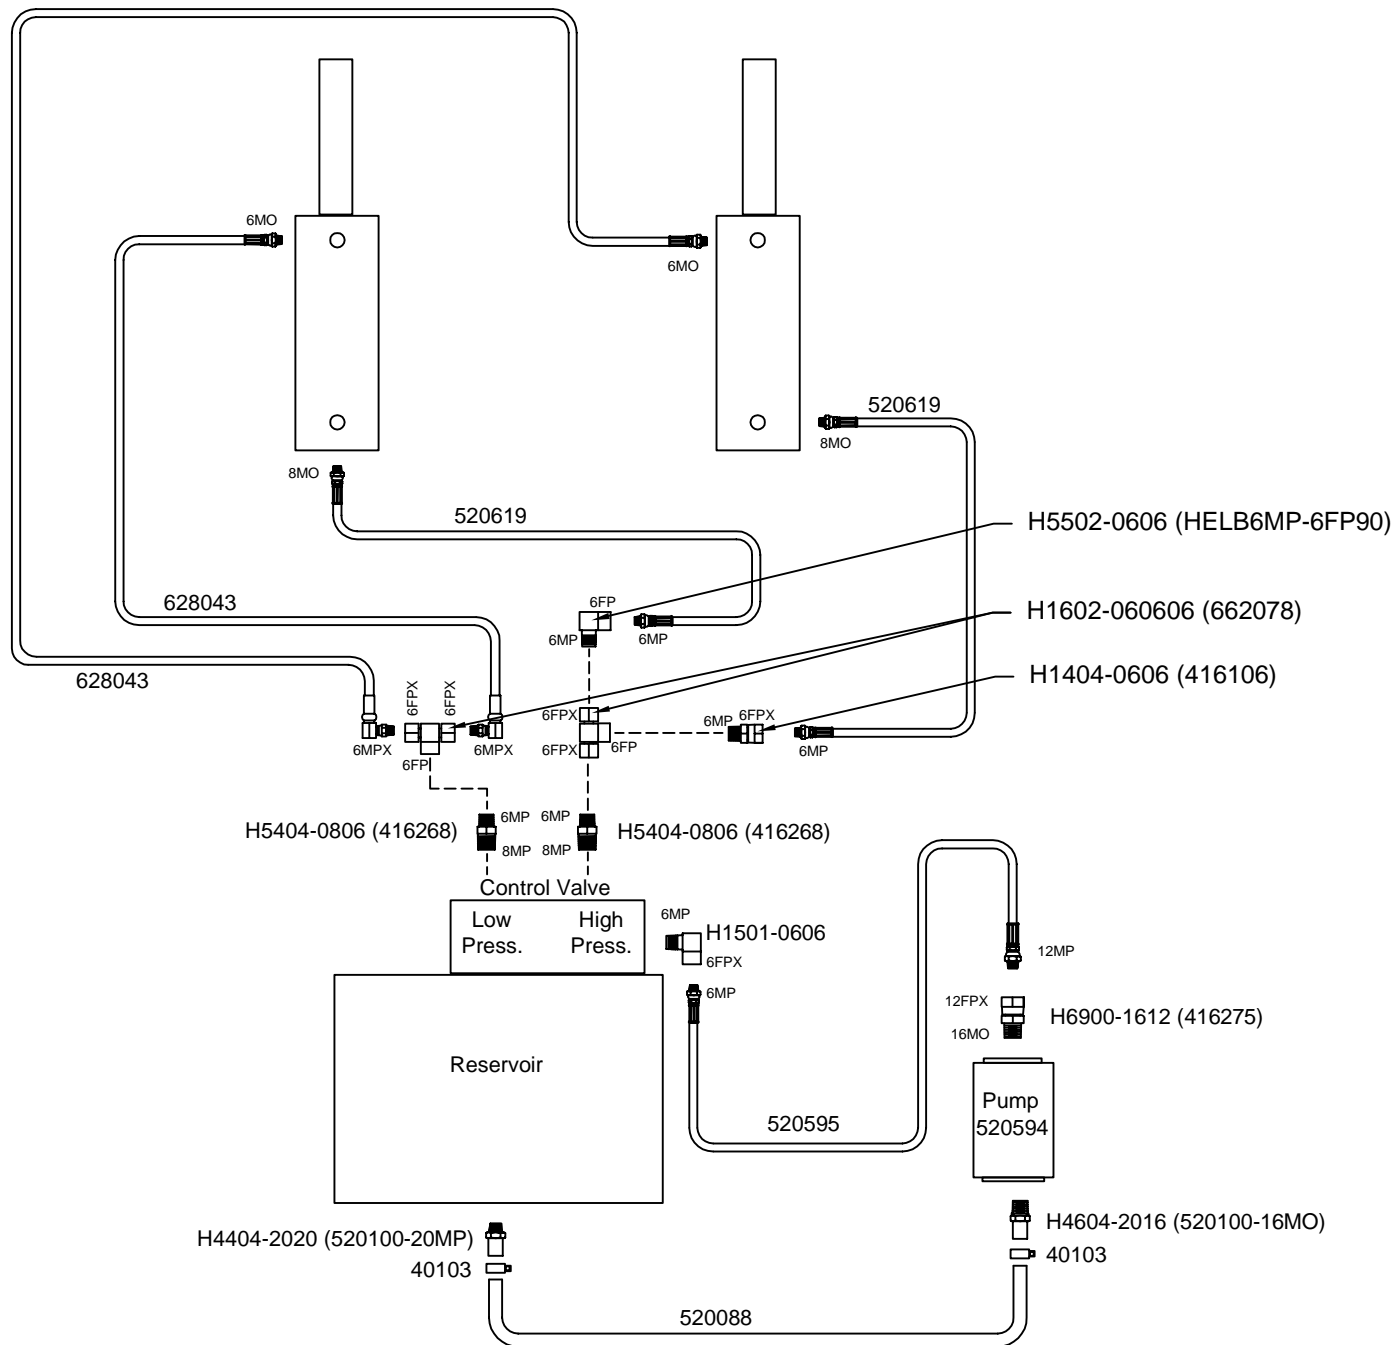 6MO
6MO
520619
8MO
8MO
520619
H5502-0606 (HELB6MP-6FP90)
628043
6FP
H1602-060606 (662078)
6MP
6MP
628043
H1404-0606 (416106)
6FPX
6FPX
6FPX
6MP
6FPX
6MPX
6FP
6MPX
6FPX
6FP
6MP
H5404-0806 (416268)
6MP
8MP
6MP
8MP
H5404-0806 (416268)
Control Valve
Low
Press.
High
Press.
6MP
H1501-0606
6FPX
6MP
12MP
12FPX
16MO
H6900-1612 (416275)
Reservoir
Pump
520594
520595
H4404-2020 (520100-20MP)
40103
H4604-2016 (520100-16MO)
40103
520088